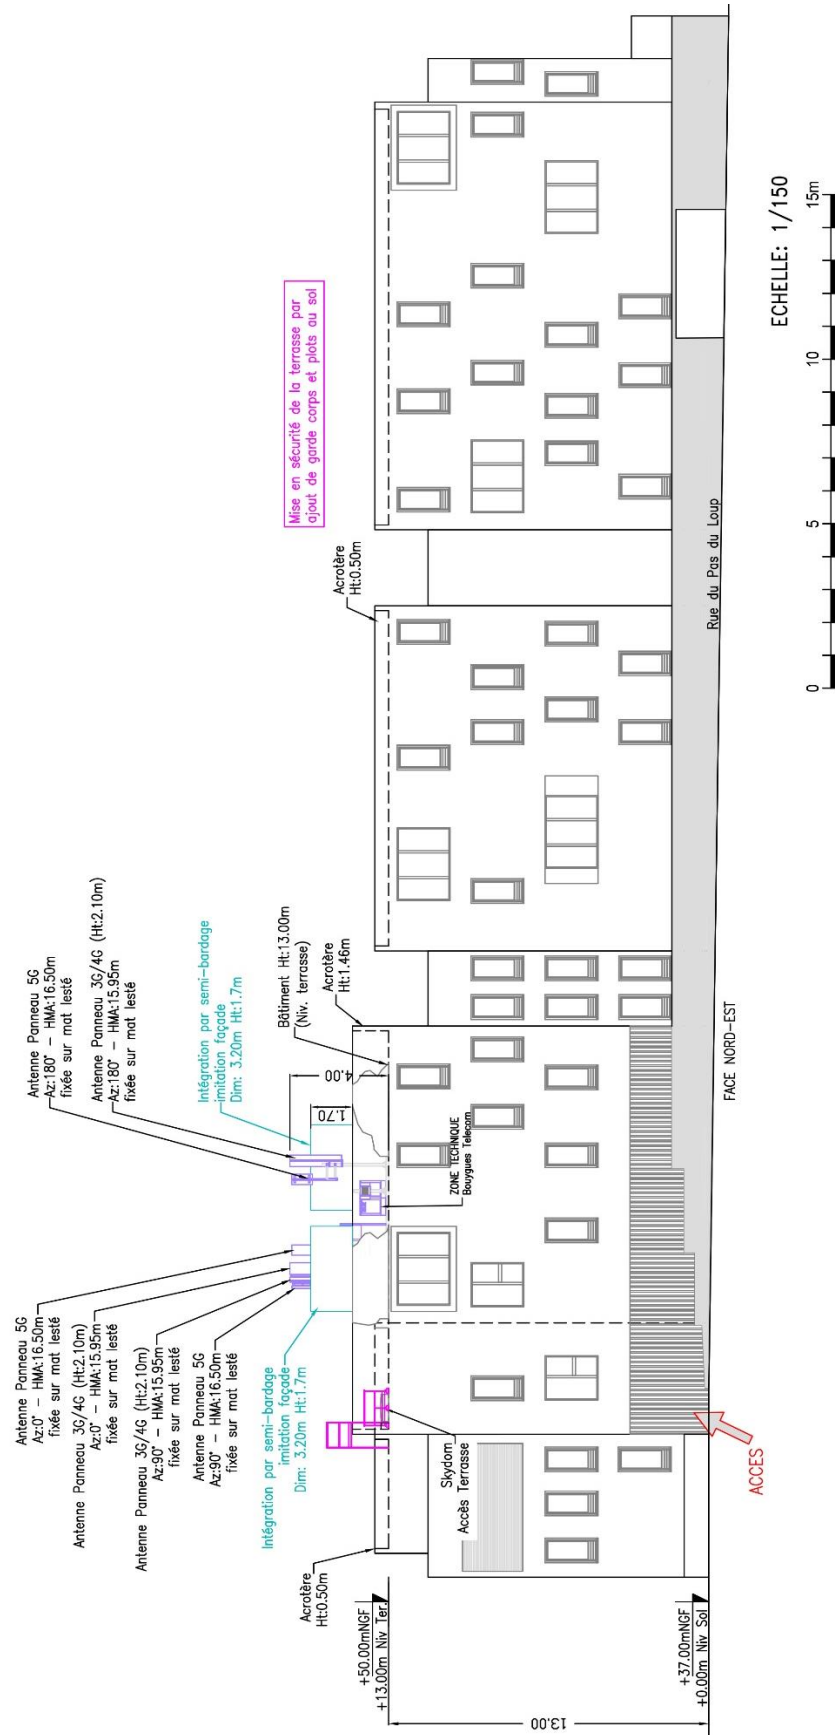 Antenne Panneau 5G
Az:0° - HMA:16.50m
fixée sur mat lesté
Antenne Panneau 3G/4G (Ht:2.10m)
Az:0° - HMA:15.95m
fixée sur mat lesté
Antenne Panneau 3G/4G (Ht:2.10m)
Az:90° - HMA:15.95m
fixée sur mat lesté
Antenne Panneau 5G
Az:90° - HMA:16.50m
fixée sur mat lesté
Intégration par semi-bardage
imitation façade
Dim: 3.20m Ht:1.7m
Antenne Panneau 5G
Az:180° - HMA:16.50m
fixée sur mat lesté
Antenne Panneau 3G/4G (Ht:2.10m)
Az:180° - HMA:15.95m
fixée sur mat lesté
Intégration par semi-bardage
imitation façade
Dim: 3.20m Ht:1.7m
Bâtiment Ht:13.00m
(Niv. terrasse)
Acrotère
Ht:1.46m
4.00
1.70
Acrotère
Ht:0.50m
Mise en sécurité de la terrasse par
ajout de garde corps et plots au sol
Acrotère
Ht:0.50m
Skydom
Accès Terrasse
ZONE TECHNIQUE
Bouygues Telecom
+50.00mNGF
+13.00m Niv Ter.
13.00
+37.00mNGF
+0.00m Niv Sol
ACCES
FACE NORD-EST
Rue du Pas du Loup
ECHELLE: 1/150
0
5
10
15m